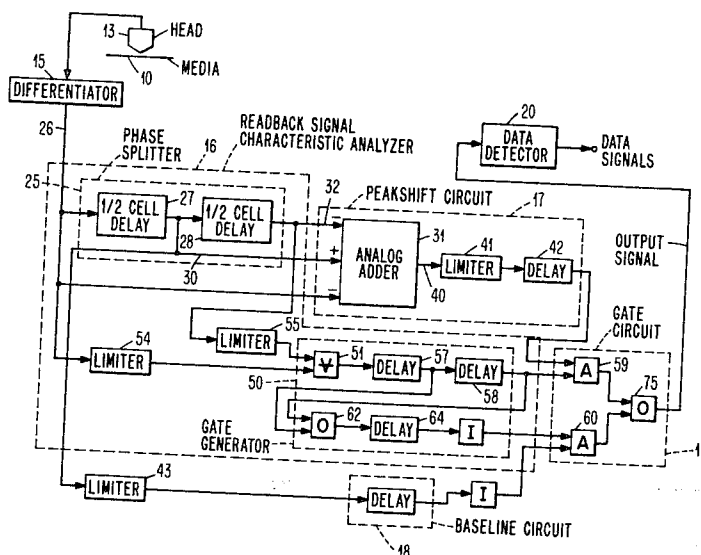 13
HEAD
MEDIA
10
15
DIFFERENTIATOR
26
PHASE
SPLITTER
16
READBACK SIGNAL
CHARACTERISTIC ANALYZER
20
DATA
DETECTOR
DATA
SIGNALS
25
27
1/2 CELL
DELAY
28
1/2 CELL
DELAY
30
32
PEAKSHIFT CIRCUIT
17
−
+
−
ANALOG
ADDER
31
40
41
LIMITER
42
DELAY
OUTPUT
SIGNAL
54
LIMITER
55
LIMITER
50
V
51
57
DELAY
DELAY
58
GATE
CIRCUIT
A
59
75
O
GATE
GENERATOR
O
62
64
DELAY
I
60
A
1
43
LIMITER
DELAY
I
18
BASELINE CIRCUIT